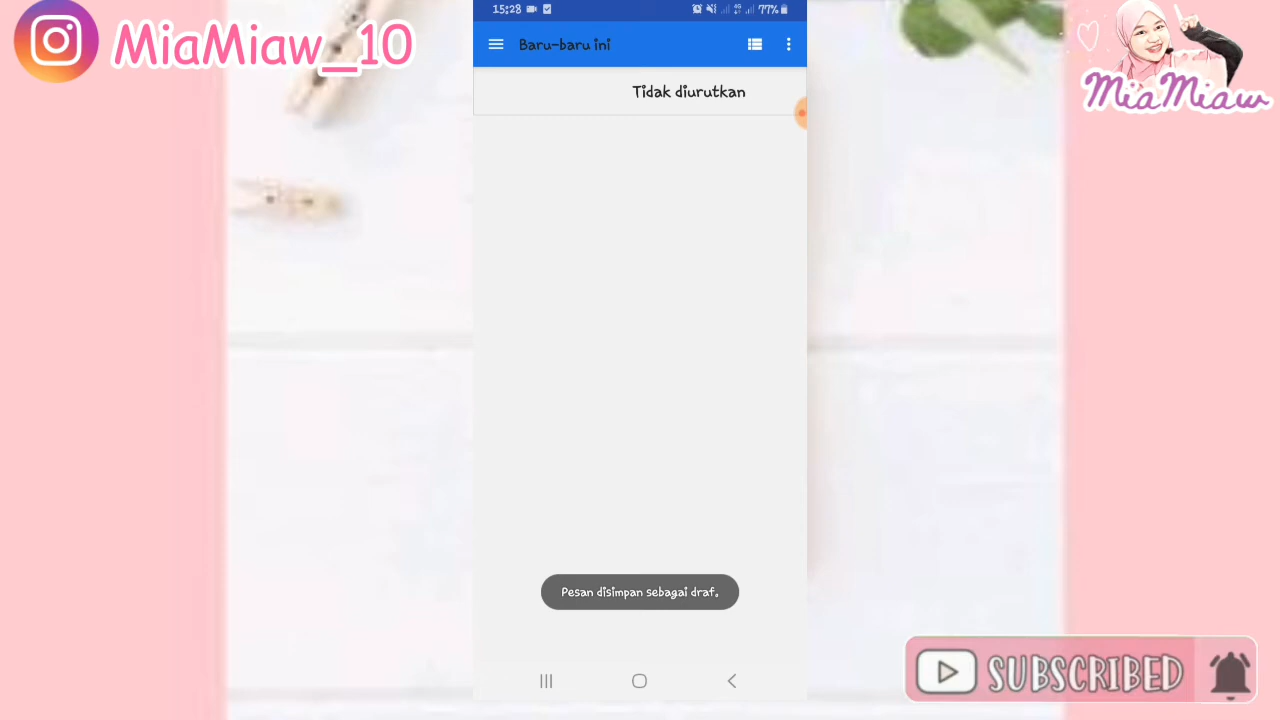 MiaMiaw_10
15:28
77%
Baru-baru ini
Tidak diurutkan
MiaMiaw
Pesan disimpan sebagai draf.
SUBSCRIBED